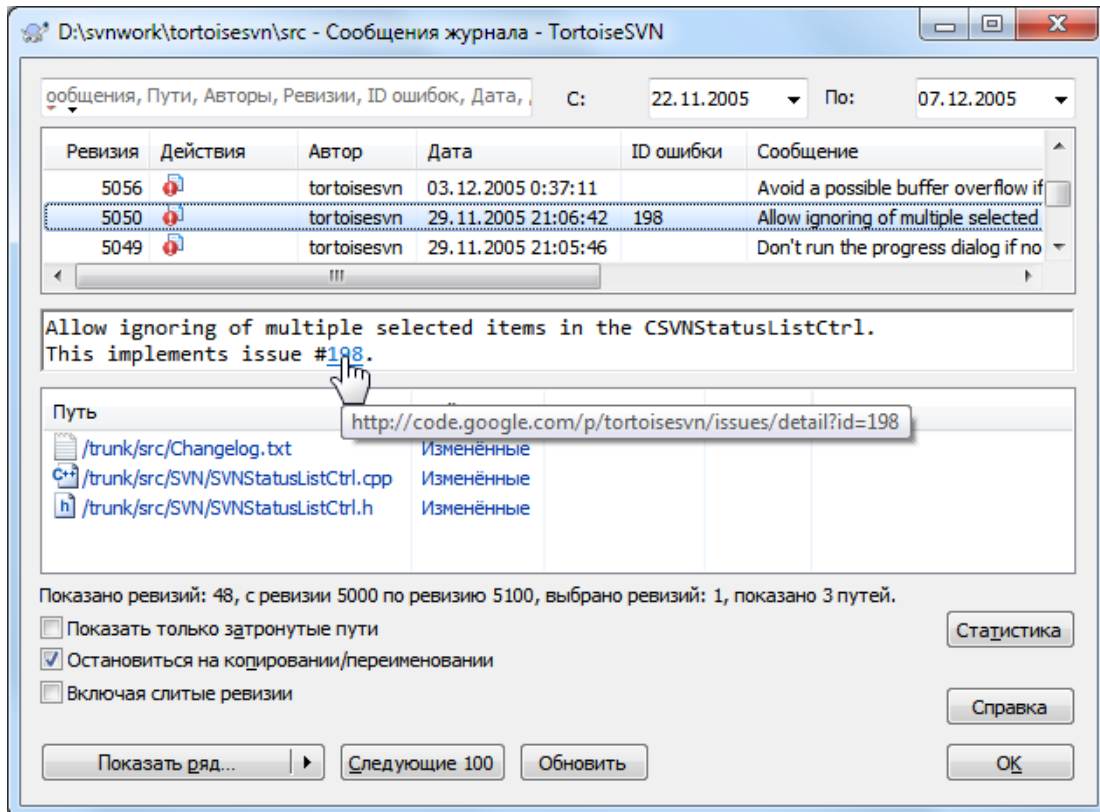 D:\svnwork\tortoisesvn\src - Сообщения журнала - TortoiseSVN
ообщения, Пути, Авторы, Ревизии, ID ошибок, Дата, С: 22.11.2005 По: 07.12.2005
Ревизия Действия Автор Дата ID ошибки Сообщение
5056 tortoisesvn 03.12.2005 0:37:11 Avoid a possible buffer overflow if
5050 tortoisesvn 29.11.2005 21:06:42 198 Allow ignoring of multiple selected
5049 tortoisesvn 29.11.2005 21:05:46 Don't run the progress dialog if no
Allow ignoring of multiple selected items in the CSVNStatusListCtrl.
This implements issue #198.
Путь
http://code.google.com/p/tortoisesvn/issues/detail?id=198
/trunk/src/Changelog.txt Изменённые
/trunk/src/SVN/SVNStatusListCtrl.cpp Изменённые
/trunk/src/SVN/SVNStatusListCtrl.h Изменённые
Показано ревизий: 48, с ревизии 5000 по ревизию 5100, выбрано ревизий: 1, показано 3 путей.
Показать только затронутые пути
Статистика
Остановиться на копировании/переименовании
Включая слитые ревизии
Справка
Показать ряд... Следующие 100 Обновить OK